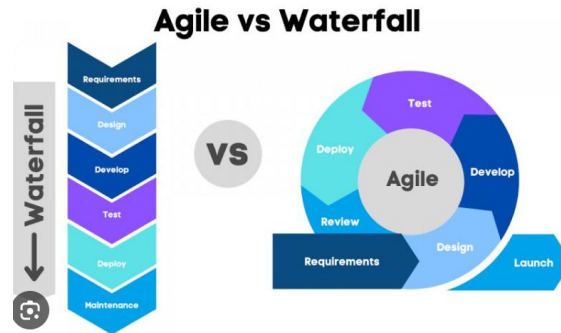 Agile vs Waterfall
Waterfall
Requirements
Design
Develop
Test
Deploy
Maintenance
VS
Agile
Requirements
Design
Develop
Test
Deploy
Review
Launch